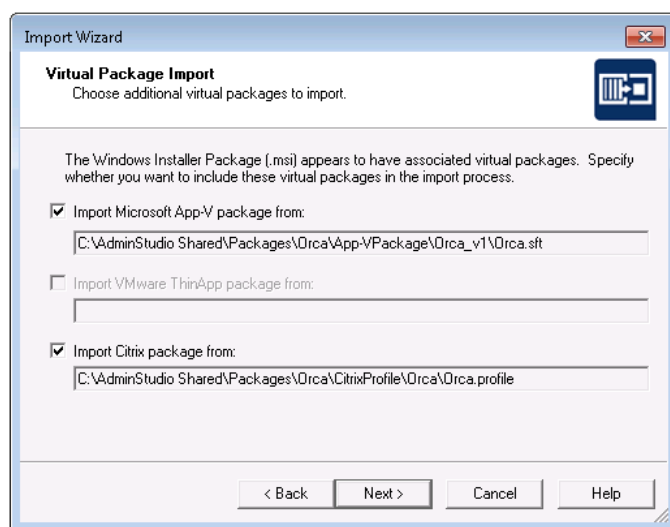 Import Wizard
Virtual Package Import
Choose additional virtual packages to import.
The Windows Installer Package (.msi) appears to have associated virtual packages.  Specify
whether you want to include these virtual packages in the import process.
Import Microsoft App-V package from:
C:\AdminStudio Shared\Packages\Orca\App-VPackage\Orca_v1\Orca.sft
Import VMware ThinApp package from:
Import Citrix package from:
C:\AdminStudio Shared\Packages\Orca\CitrixProfile\Orca\Orca.profile
< Back
Next >
Cancel
Help